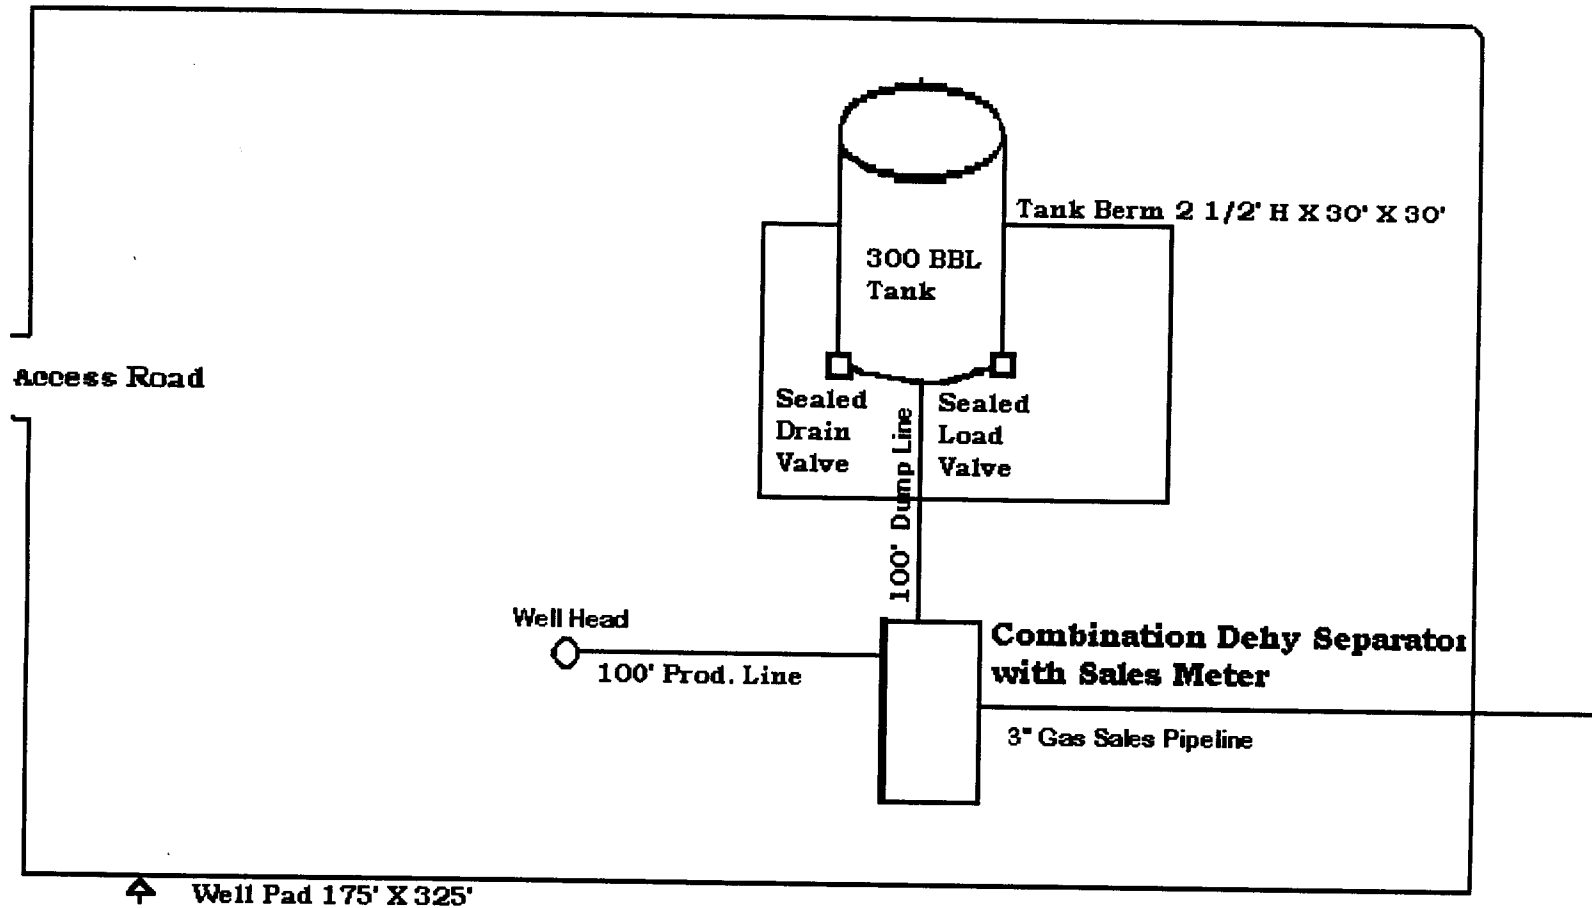 Tank Berm 2 1/2' H X 30' X 30'
300 BBL
Tank
Access Road
Sealed
Drain
Valve
100' Dump Line
Sealed
Load
Valve
Well Head
100' Prod. Line
Combination Dehy Separator
with Sales Meter
3" Gas Sales Pipeline
Well Pad 175' X 325'